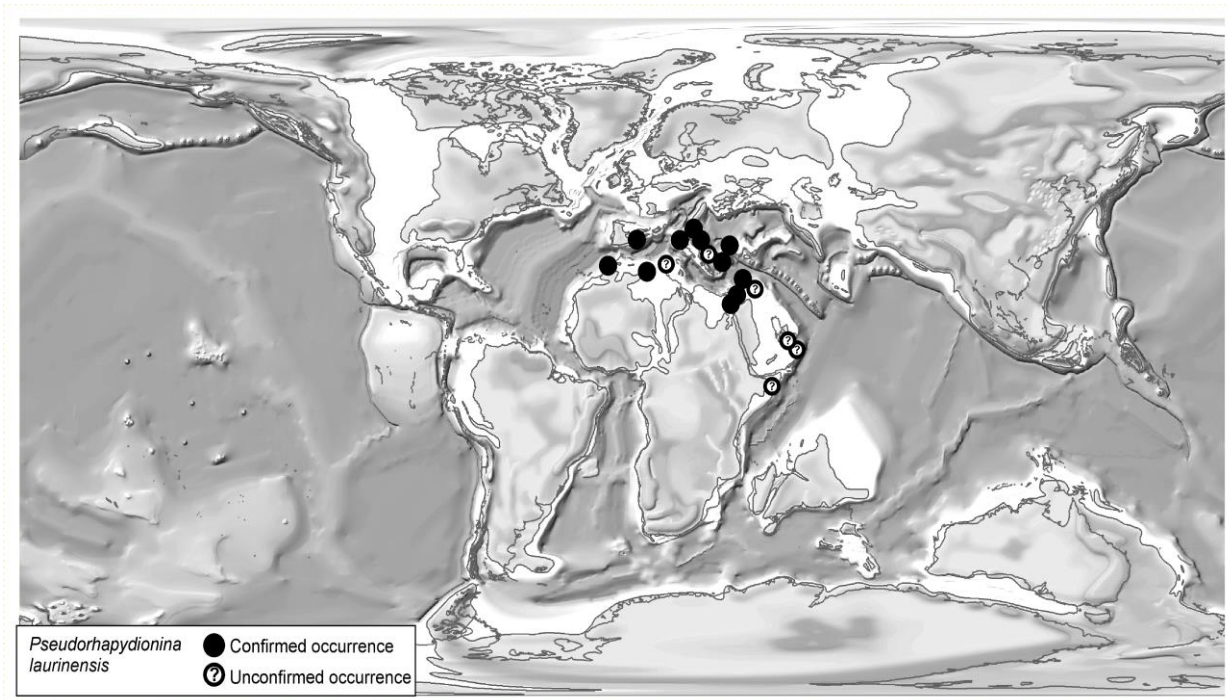 Pseudorhapydionina
laurinensis
Confirmed occurrence
? Unconfirmed occurrence
?
?
?
?
?
?